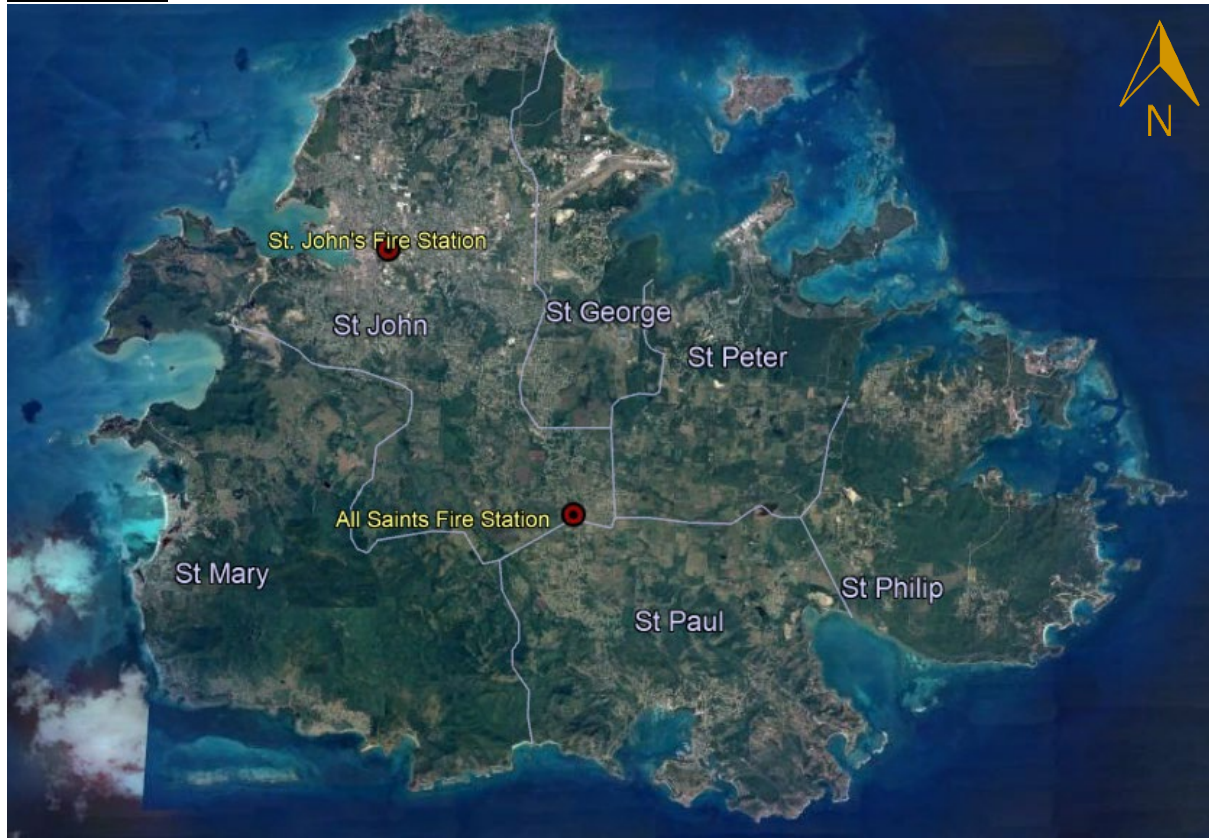 N
St. John's Fire Station
St John
St George
St Peter
All Saints Fire Station
St Mary
St Philip
St Paul